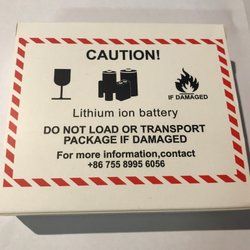 CAUTION!
IF DAMAGED
Lithium ion battery
DO NOT LOAD OR TRANSPORT
PACKAGE IF DAMAGED
For more information,contact
+86 755 8995 6056